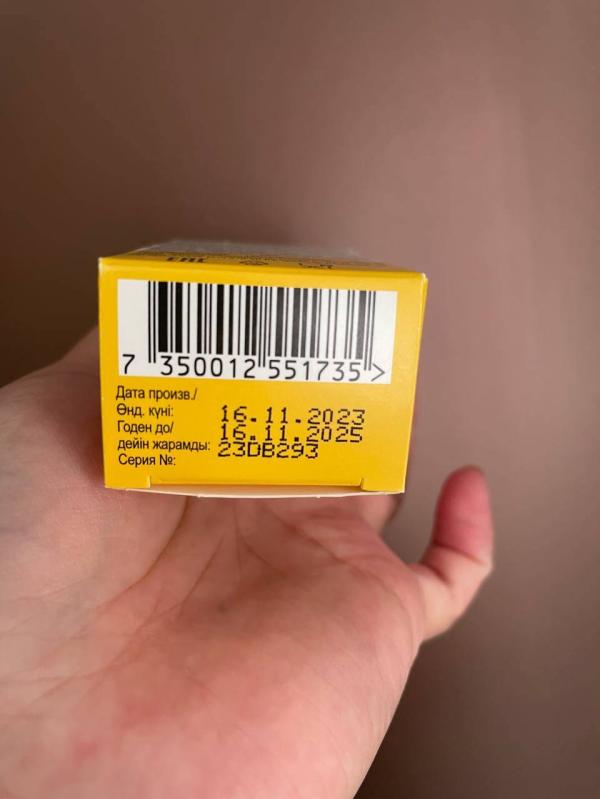 EAC
7 350012 551735 >
Дата произв./
Өнд. күні: 16.11.2023
Годен до/ 16.11.2025
дейін жарамды: 23DB293
Серия №: